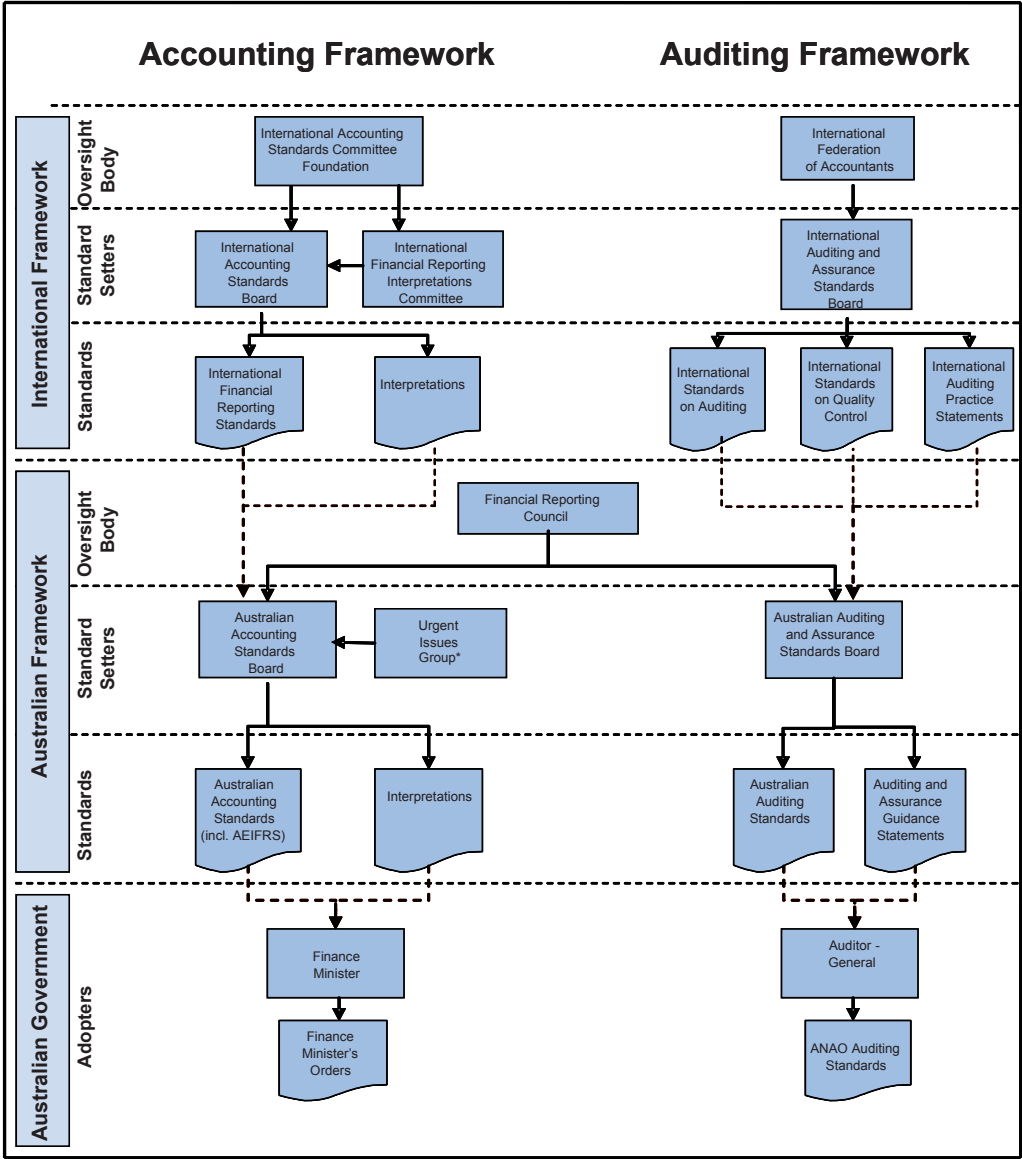 Accounting Framework
Auditing Framework
International Framework
Oversight
Body
International Accounting
Standards Committee
Foundation
International
Federation
of Accountants
Standard
Setters
International
Accounting
Standards
Board
International
Financial Reporting
Interpretations
Committee
International
Auditing and
Assurance
Standards
Board
Standards
International
Financial
Reporting
Standards
Interpretations
International
Standards
on Auditing
International
Standards
on Quality
Control
International
Auditing
Practice
Statements
Australian Framework
Oversight
Body
Financial Reporting
Council
Standard
Setters
Australian
Accounting
Standards
Board
Urgent
Issues
Group*
Australian Auditing
and Assurance
Standards Board
Standards
Australian
Accounting
Standards
(incl. AEIFRS)
Interpretations
Australian
Auditing
Standards
Auditing and
Assurance
Guidance
Statements
Australian Government
Adopters
Finance
Minister
Auditor -
General
Finance
Minister's
Orders
ANAO Auditing
Standards